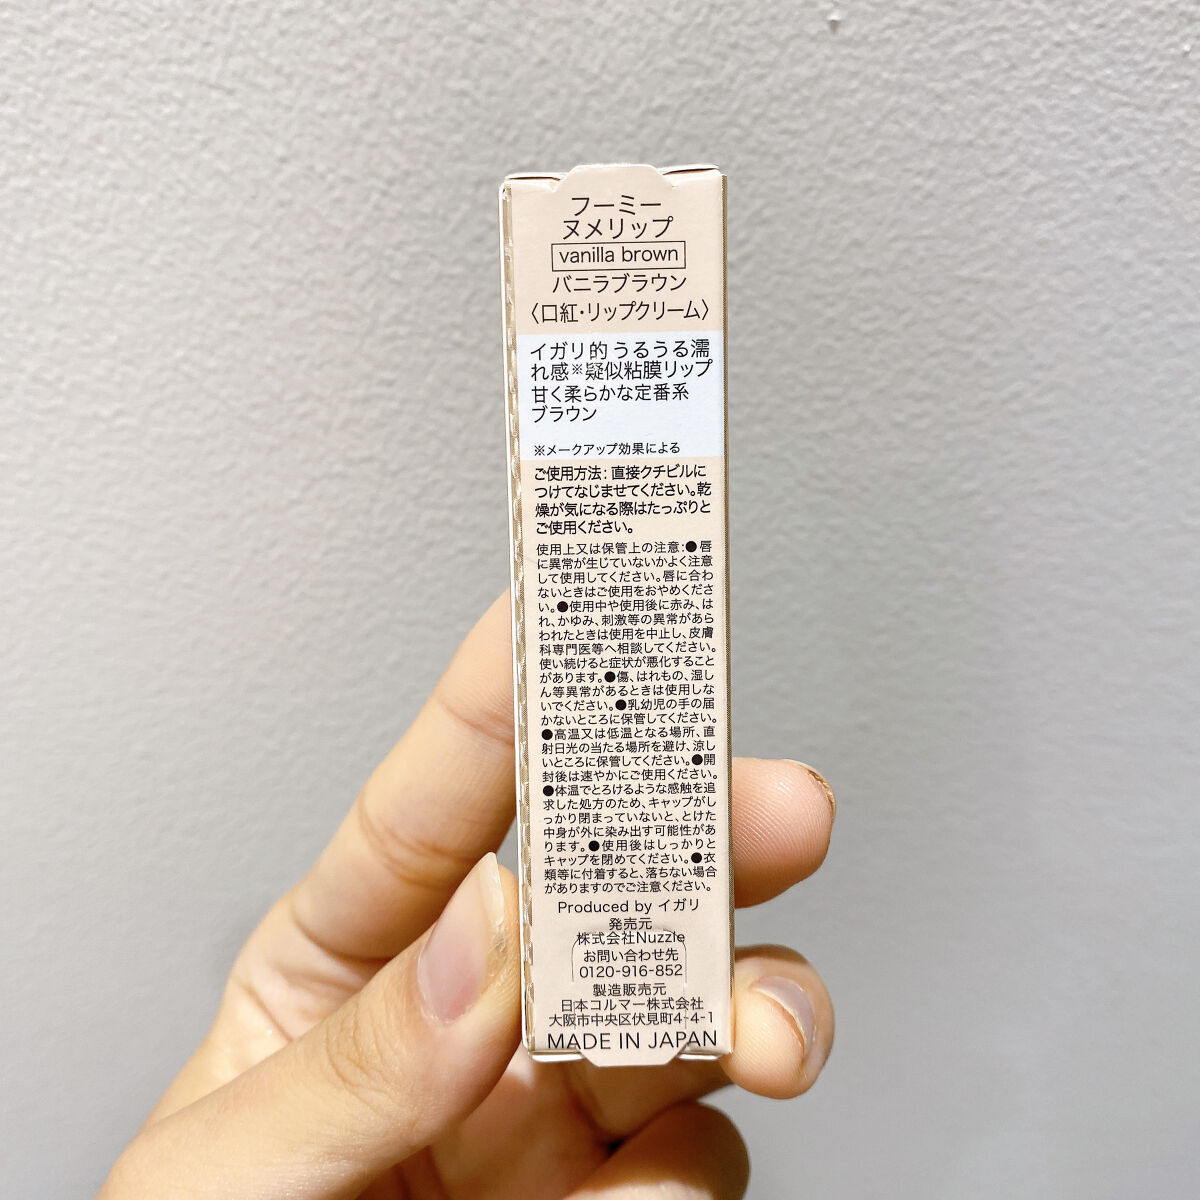 フーミー
ヌメリップ
vanilla brown
バニラブラウン
〈口紅・リップクリーム〉
イガリ的 うるうる濡
れ感※疑似粘膜リップ
甘く柔らかな定番系
ブラウン
※メークアップ効果による
ご使用方法：直接クチビルに
つけてなじませてください。乾
燥が気になる際はたっぷりと
ご使用ください。
使用上又は保管上の注意:●唇
に異常が生じていないかよく注意
して使用してください。唇に合わ
ないときはご使用をおやめくださ
い。●使用中や使用後に赤み、は
れ、かゆみ、刺激等の異常があら
われたときは使用を中止し、皮膚
科専門医等へ相談してください。
使い続けると症状が悪化すること
があります。●傷、はれもの、湿し
ん等異常があるときは使用しな
いでください。●乳幼児の手の届
かないところに保管してください。
●高温又は低温となる場所、直
射日光の当たる場所を避け、涼し
いところに保管してください。●開
封後は速やかにご使用ください。
●体温でとろけるような感触を追
求した処方のため、キャップがし
っかり閉まっていないと、とけた
中身が外に染み出す可能性があ
ります。●使用後はしっかりと
キャップを閉めてください。●衣
類等に付着すると、落ちない場合
がありますのでご注意ください。
Produced by イガリ
発売元
株式会社Nuzzle
お問い合わせ先
0120-916-852
製造販売元
日本コルマー株式会社
大阪市中央区伏見町4-4-1
MADE IN JAPAN